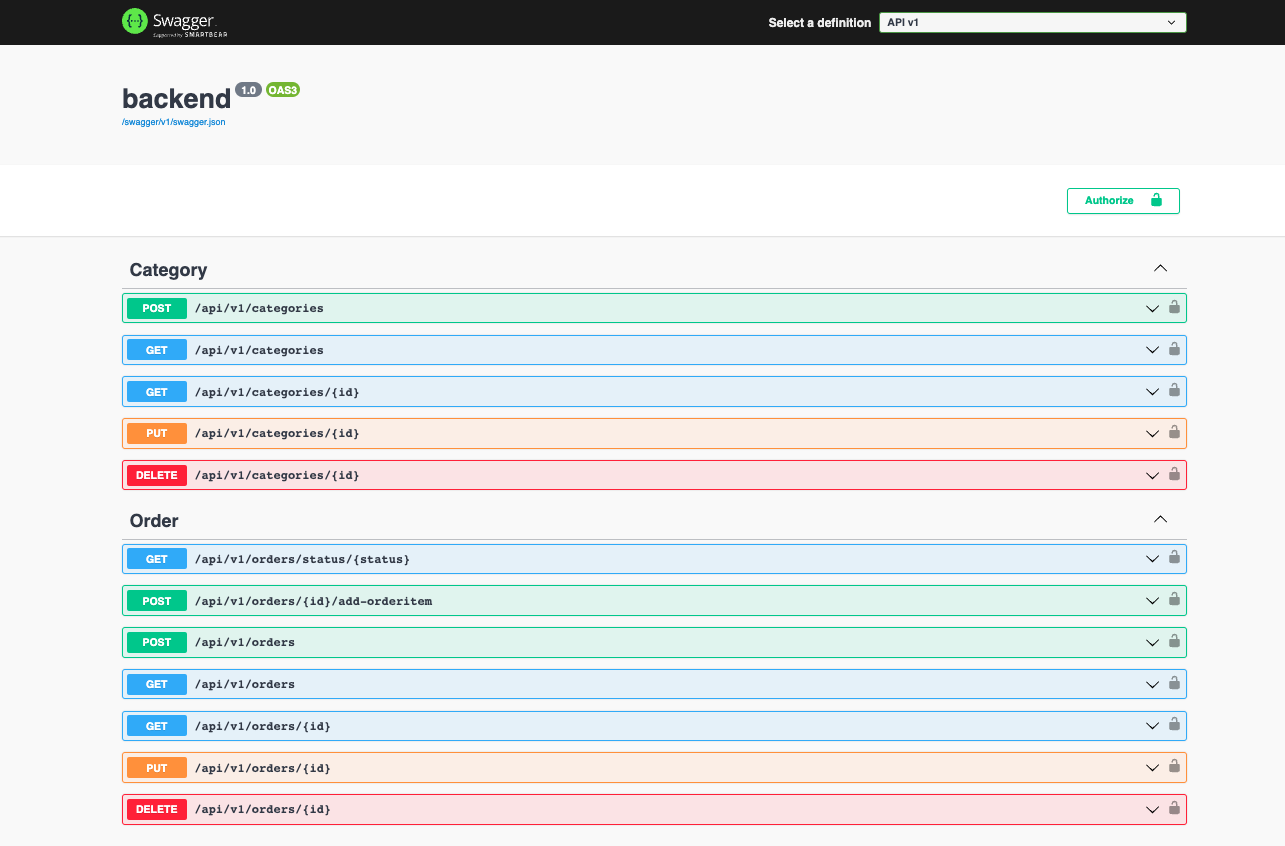 Swagger.
Supported by SMARTBEAR
Select a definition
API v1
backend 1.0 OAS3
/swagger/v1/swagger.json
Authorize
Category
POST /api/v1/categories
GET /api/v1/categories
GET /api/v1/categories/{id}
PUT /api/v1/categories/{id}
DELETE /api/v1/categories/{id}
Order
GET /api/v1/orders/status/{status}
POST /api/v1/orders/{id}/add-orderitem
POST /api/v1/orders
GET /api/v1/orders
GET /api/v1/orders/{id}
PUT /api/v1/orders/{id}
DELETE /api/v1/orders/{id}